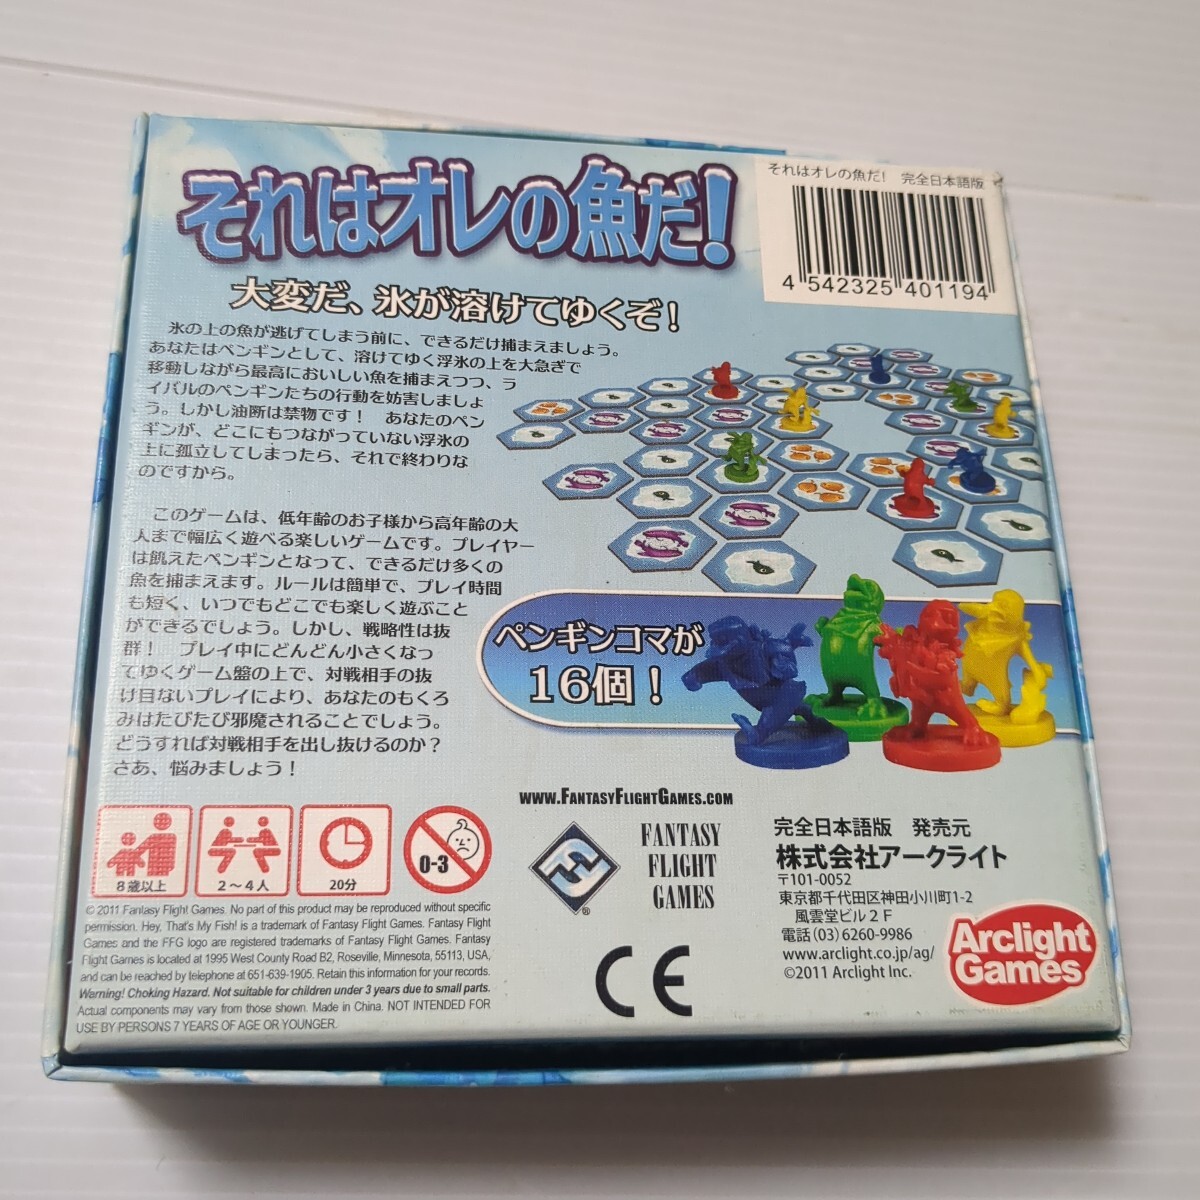 それはオレの魚だ!
それはオレの魚だ! 完全日本語版
4 542325 401194
大変だ、氷が溶けてゆくぞ!
氷の上の魚が逃げてしまう前に、できるだけ捕まえましょう。
あなたはペンギンとして、溶けてゆく浮氷の上を大急ぎで
移動しながら最高においしい魚を捕まえつつ、ラ
イバルのペンギンたちの行動を妨害しましょ
う。しかし油断は禁物です! あなたのペン
ギンが、どこにもつながっていない浮氷の
上に孤立してしまったら、それで終わりな
のですから。
このゲームは、低年齢のお子様から高年齢の大
人まで幅広く遊べる楽しいゲームです。プレイヤー
は飢えたペンギンとなって、できるだけ多くの
魚を捕まえます。ルールは簡単で、プレイ時間
も短く、いつでもどこでも楽しく遊ぶこと
ができるでしょう。しかし、戦略性は抜
群! プレイ中にどんどん小さくなっ
てゆくゲーム盤の上で、対戦相手の抜
け目ないプレイにより、あなたのもくろ
みはたびたび邪魔されることでしょう。
どうすれば対戦相手を出し抜けるのか?
さあ、悩みましょう!
ペンギンコマが
16個!
8歳以上
2〜4人
20分
0-3
www.FantasyFlightGames.com
FANTASY
FLIGHT
GAMES
®
完全日本語版 発売元
株式会社アークライト
〒101-0052
東京都千代田区神田小川町1-2
風雲堂ビル2F
電話(03)6260-9986
www.arclight.co.jp/ag/
©2011 Arclight Inc.
Arclight
Games
© 2011 Fantasy Flight Games. No part of this product may be reproduced without specific
permission. Hey, That's My Fish! is a trademark of Fantasy Flight Games. Fantasy Flight
Games and the FFG logo are registered trademarks of Fantasy Flight Games. Fantasy
Flight Games is located at 1995 West County Road B2, Roseville, Minnesota, 55113, USA,
and can be reached by telephone at 651-639-1905. Retain this information for your records.
Warning! Choking Hazard. Not suitable for children under 3 years due to small parts.
Actual components may vary from those shown. Made in China. NOT INTENDED FOR
USE BY PERSONS 7 YEARS OF AGE OR YOUNGER.
CE